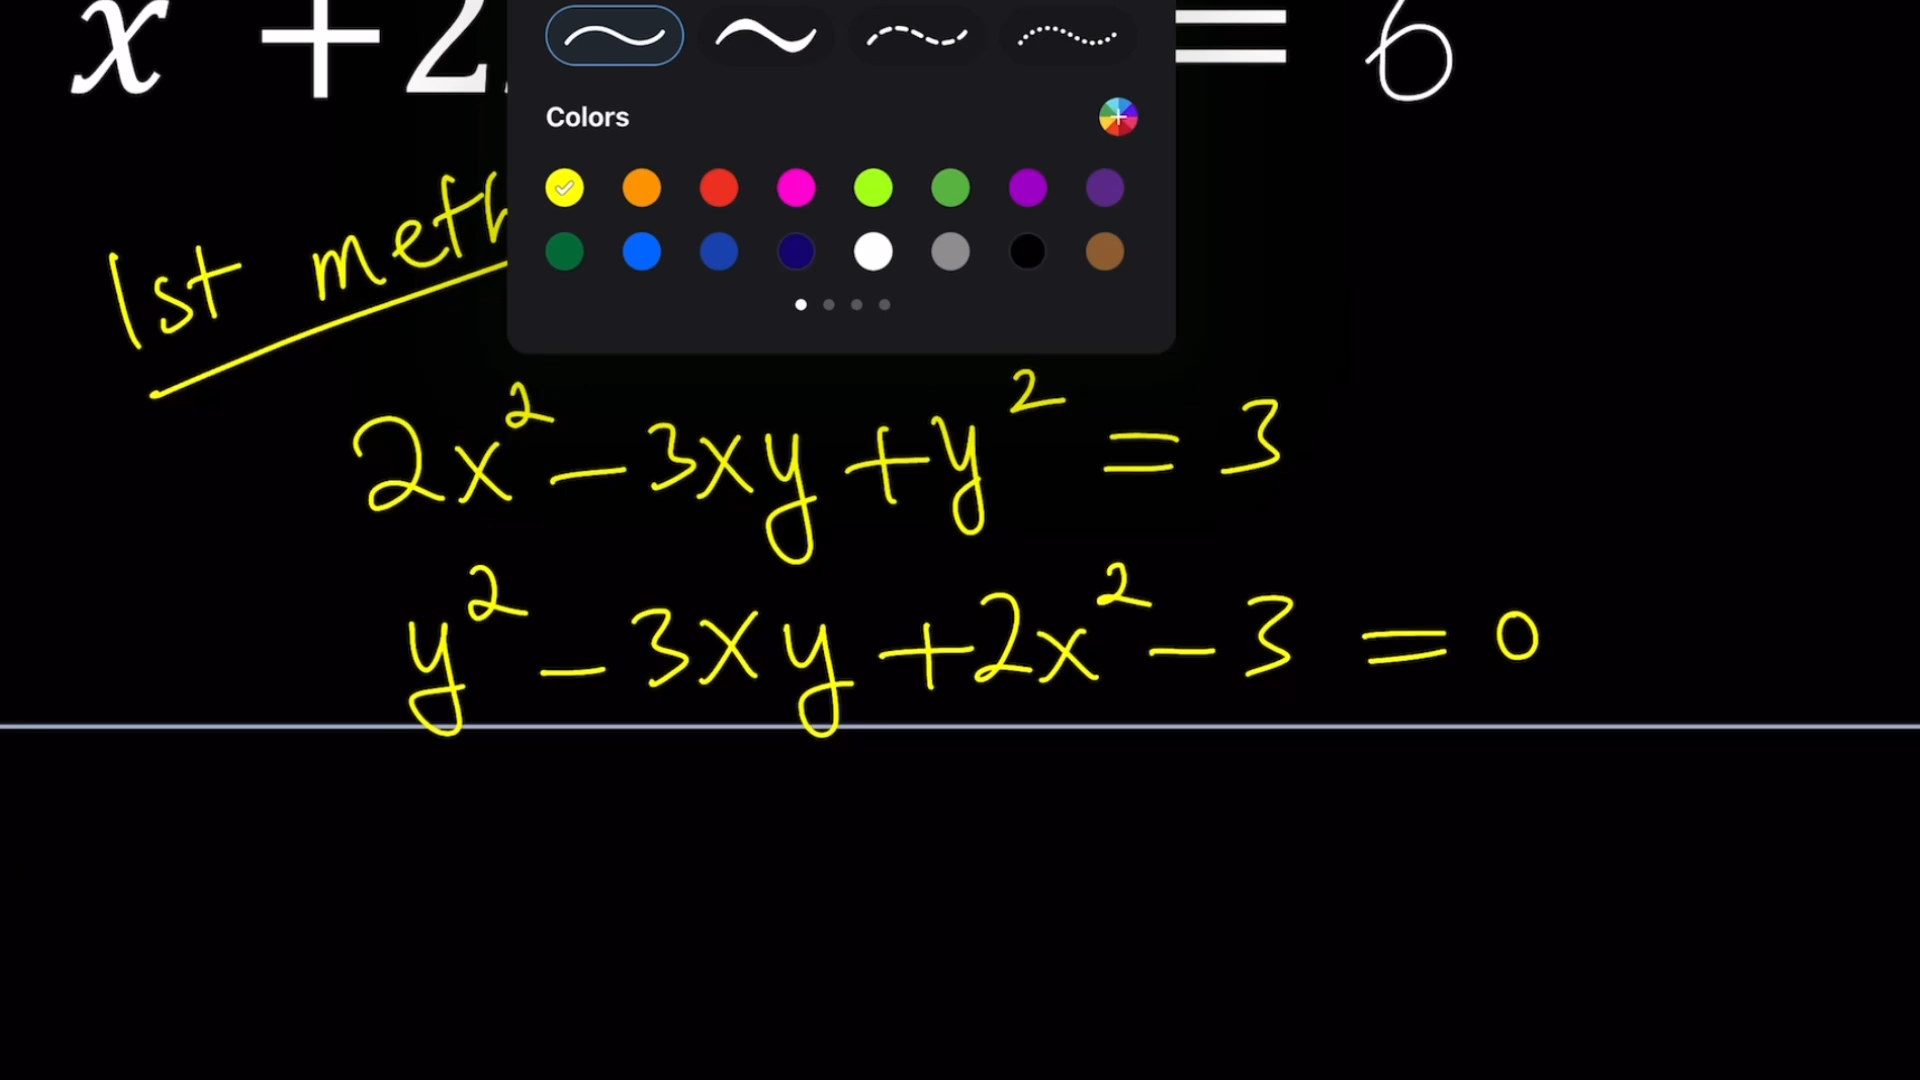 x + 2 = 6
Colors
1st meth
2x² - 3xy + y² = 3
y² - 3xy + 2x² - 3 = 0